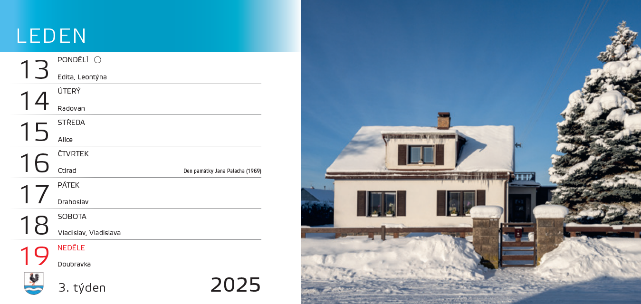 LEDEN
13 PONDĚLÍ
Edita, Leontýna
14 ÚTERÝ
Radovan
15 STŘEDA
Alice
16 ČTVRTEK
Ctirad Den památky Jana Palacha (1969)
17 PÁTEK
Drahoslav
18 SOBOTA
Vladislav, Vladislava
19 NEDĚLE
Doubravka
3. týden 2025